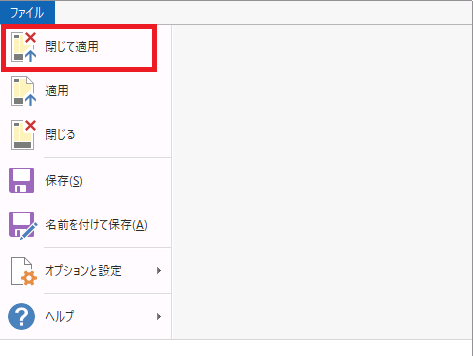 ファイル
閉じて適用
適用
閉じる
保存(S)
名前を付けて保存(A)
オプションと設定
ヘルプ